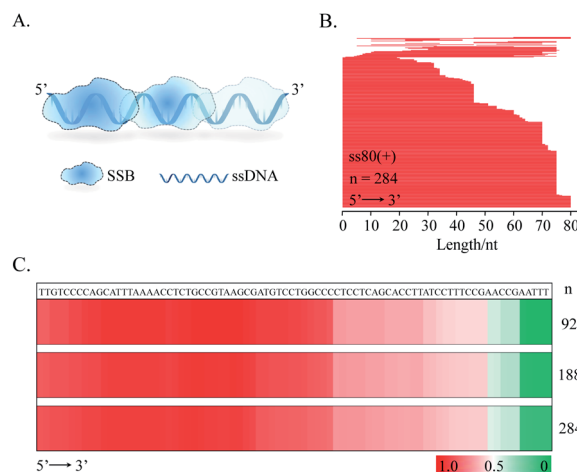 A.
5’
3’
SSB
ssDNA
B.
ss80(+)
n = 284
5’ → 3’
0 10 20 30 40 50 60 70 80
Length/nt
C.
TTGTCCCCAGCATTTAAAACCTCTGCCGTAAGCGATGTCCTGGCCCCTCCTCAGCACCTTATCCTTTCCGAACCGAATTT n
92
188
284
5’ → 3’
1.0 0.5 0